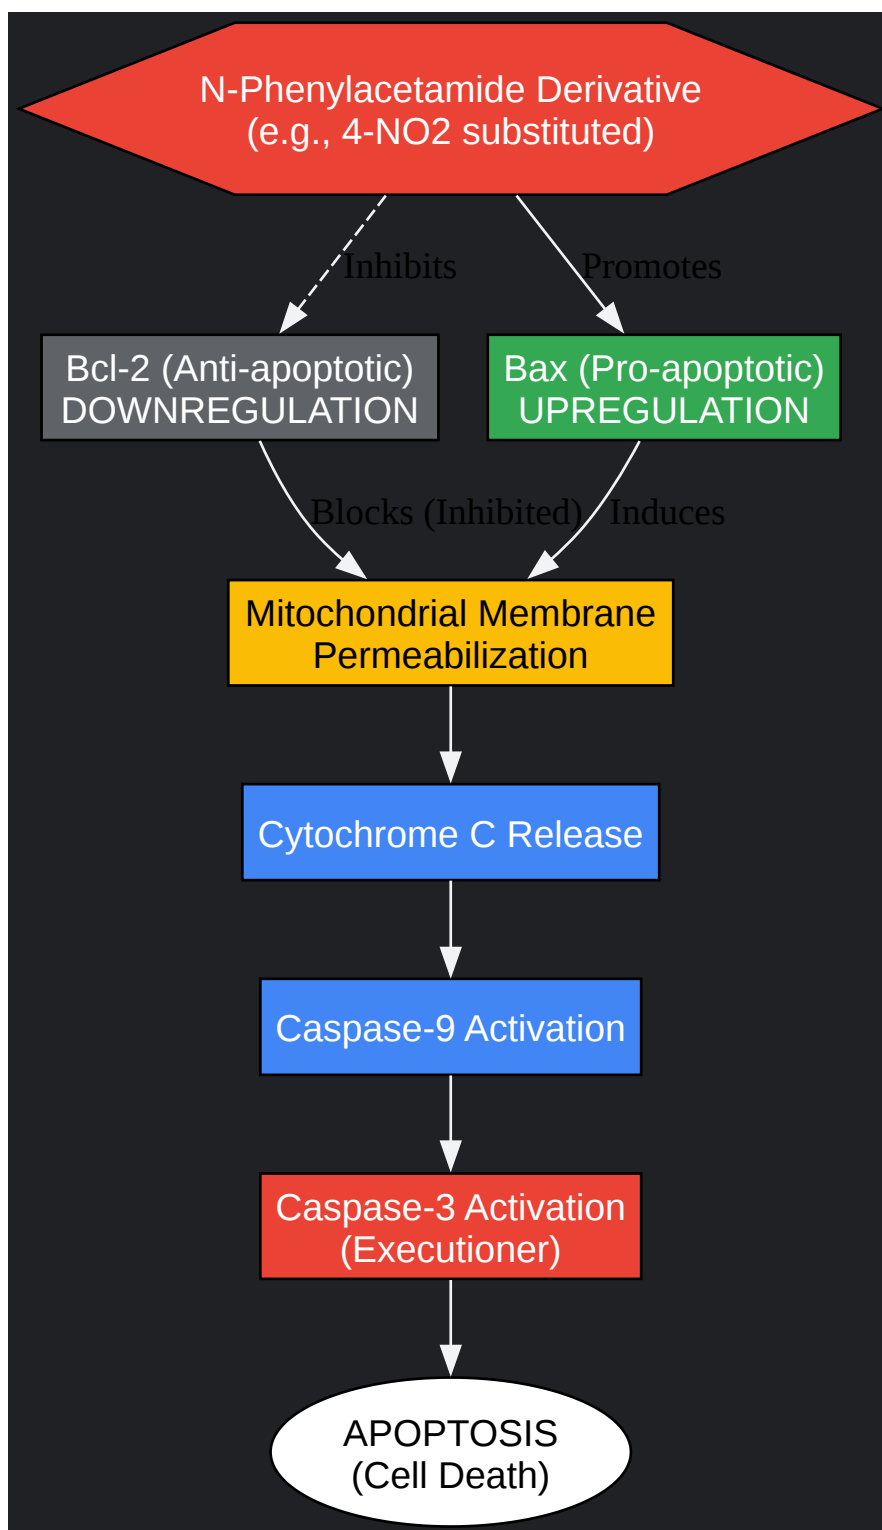 N-Phenylacetamide Derivative
(e.g., 4-NO2 substituted)
Inhibits
Promotes
Bcl-2 (Anti-apoptotic)
DOWNREGULATION
Bax (Pro-apoptotic)
UPREGULATION
Blocks (Inhibited)
Induces
Mitochondrial Membrane
Permeabilization
Cytochrome C Release
Caspase-9 Activation
Caspase-3 Activation
(Executioner)
APOPTOSIS
(Cell Death)